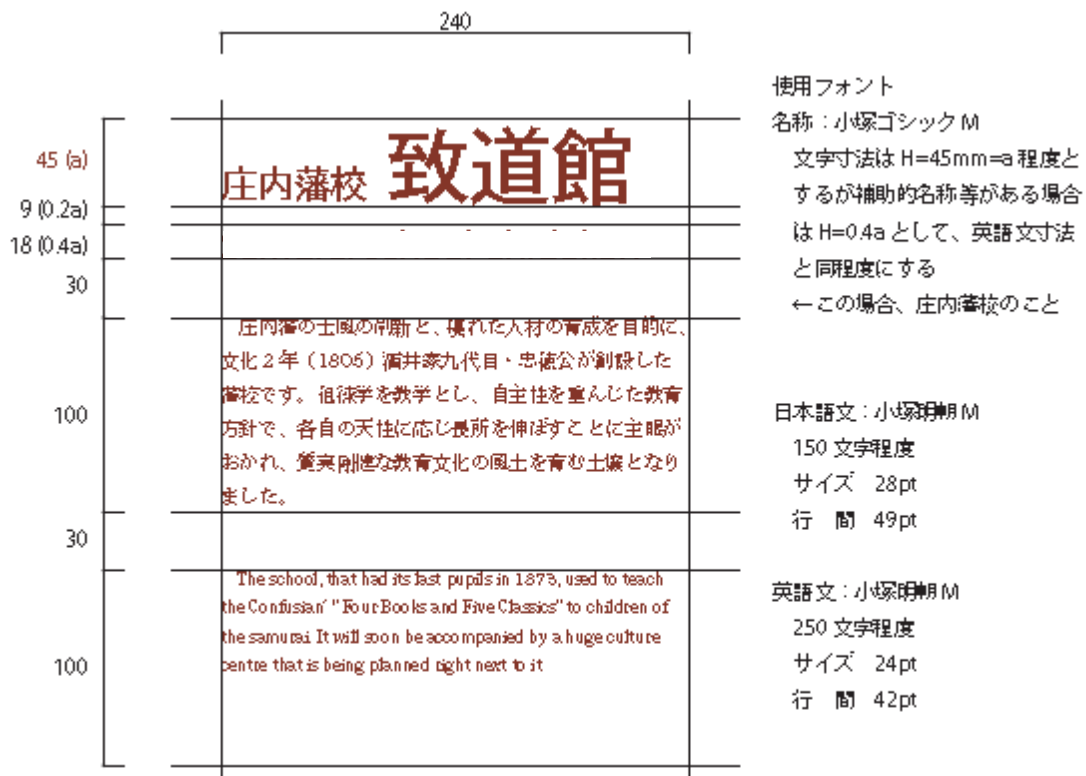 240
使用フォント
名称：小塚ゴシック M
文字寸法は H=45mm=a 程度と
するが補助的名称等がある場合
は H=0.4a として、英語文寸法
と同程度にする
←この場合、庄内藩校のこと
45 (a)
庄内藩校 致道館
9 (0.2a)
18 (0.4a)
30
庄内藩の士風の刷新と、優れた人材の育成を目的に、
文化２年（1805）酒井家九代目・忠徳公が創設した
藩校です。徂徠学を教学とし、自主性を重んじた教育
方針で、各自の天性に応じ長所を伸ばすことに主眼が
おかれ、質実剛健な教育文化の風土を育む土壌となり
ました。
100
日本語文：小塚明朝 M
150 文字程度
サイズ 28pt
行 間 49pt
30
The school, that had its last pupils in 1873, used to teach
the Confusian' "Four Books and Five Classics" to children of
the samurai. It will soon be accompanied by a huge culture
centre that is being planned right next to it
100
英語文：小塚明朝 M
250 文字程度
サイズ 24pt
行 間 42pt